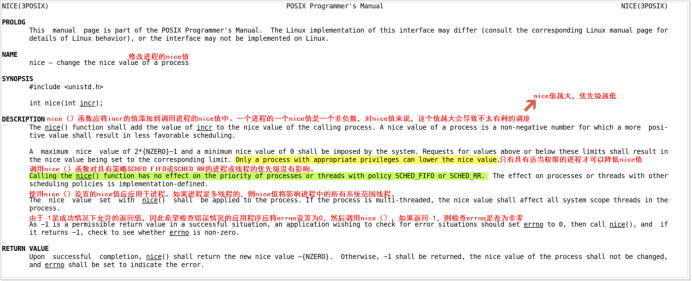 NICE(3POSIX) POSIX Programmer's Manual NICE(3POSIX)
PROLOG
This manual page is part of the POSIX Programmer's Manual. The Linux implementation of this interface may differ (consult the corresponding Linux manual page for
details of Linux behavior), or the interface may not be implemented on Linux.
NAME
修改进程的nice值
nice — change the nice value of a process
SYNOPSIS
#include <unistd.h>
nice值越大，优先级越低
int nice(int incr);
DESCRIPTION nice（）函数应将incr的值添加到调用进程的nice值中。一个进程的一个nice值是一个非负数，对nice值来说，这个值越大会导致不太有利的调度
The nice() function shall add the value of incr to the nice value of the calling process. A nice value of a process is a non-negative number for which a more posi‐
tive value shall result in less favorable scheduling.
A maximum nice value of 2*{NZERO}−1 and a minimum nice value of 0 shall be imposed by the system. Requests for values above or below these limits shall result in
the nice value being set to the corresponding limit. Only a process with appropriate privileges can lower the nice value. 只有具有适当权限的进程才可以降低nice值
调用nice（）函数对具有策略SCHED_FIFO或SCHED_RR的进程或线程的优先级没有影响。
Calling the nice() function has no effect on the priority of processes or threads with policy SCHED_FIFO or SCHED_RR. The effect on processes or threads with other
scheduling policies is implementation-defined.
使用nice（）设置的nice值应应用于进程。如果进程是多线程的，则nice值将影响进程中的所有系统范围线程。
The nice value set with nice() shall be applied to the process. If the process is multi-threaded, the nice value shall affect all system scope threads in the
process.
由于-1是成功情况下允许的返回值，因此希望检查错误情况的应用程序应将errno设置为0，然后调用nice（），如果返回-1，则检查errno是否为非零
As −1 is a permissible return value in a successful situation, an application wishing to check for error situations should set errno to 0, then call nice(), and if
it returns −1, check to see whether errno is non-zero.
RETURN VALUE
Upon successful completion, nice() shall return the new nice value −{NZERO}. Otherwise, −1 shall be returned, the nice value of the process shall not be changed,
and errno shall be set to indicate the error.